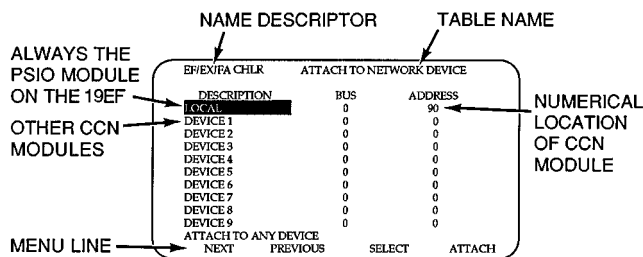 NAME DESCRIPTOR
TABLE NAME
ALWAYS THE
PSIO MODULE
ON THE 19EF
OTHER CCN
MODULES
MENU LINE
EF/EX/FA CHLR ATTACH TO NETWORK DEVICE
DESCRIPTION BUS ADDRESS
LOCAL 0 90
DEVICE 1 0 0
DEVICE 2 0 0
DEVICE 3 0 0
DEVICE 4 0 0
DEVICE 5 0 0
DEVICE 6 0 0
DEVICE 7 0 0
DEVICE 8 0 0
DEVICE 9 0 0
ATTACH TO ANY DEVICE
NEXT PREVIOUS SELECT ATTACH
NUMERICAL
LOCATION
OF CCN
MODULE